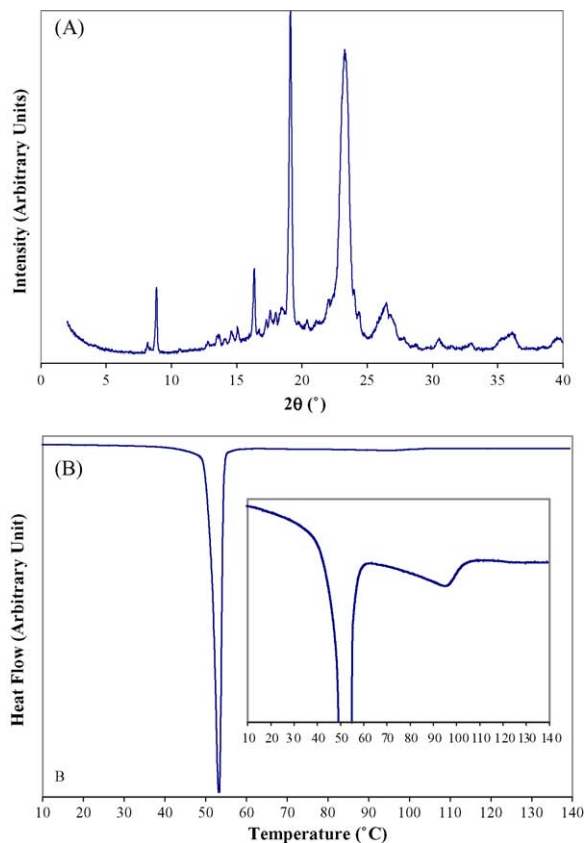 (A)
Intensity (Arbitrary Units)
0 5 10 15 20 25 30 35 40
2θ (˚)
(B)
Heat Flow (Arbitrary Unit)
10 20 30 40 50 60 70 80 90 100 110 120 130 140
B
10 20 30 40 50 60 70 80 90 100 110 120 130 140
Temperature (˚C)